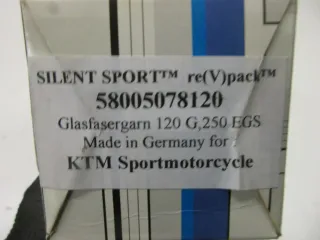 SILENT SPORT™ re(V)pack™
58005078120
Glasfasergarn 120 G,250 EGS
Made in Germany for
KTM Sportmotorcycle